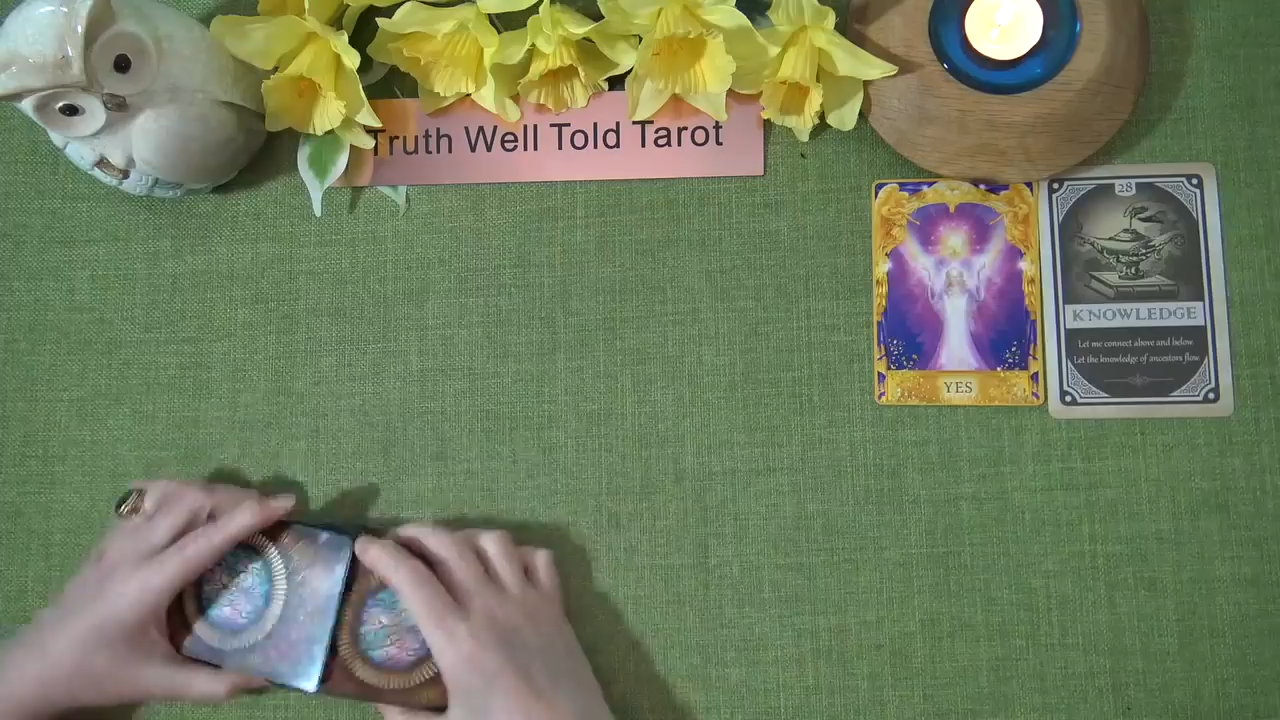 Truth Well Told Tarot
YES
28
KNOWLEDGE
Let me connect above and below
Let the knowledge of ancestors flow.